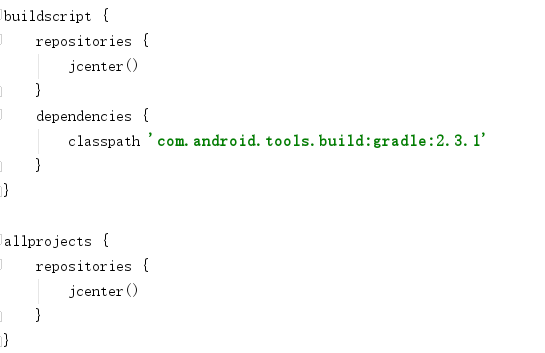 buildscript {
    repositories {
        jcenter()
    }
    dependencies {
        classpath 'com.android.tools.build:gradle:2.3.1'
    }
}

allprojects {
    repositories {
        jcenter()
    }
}